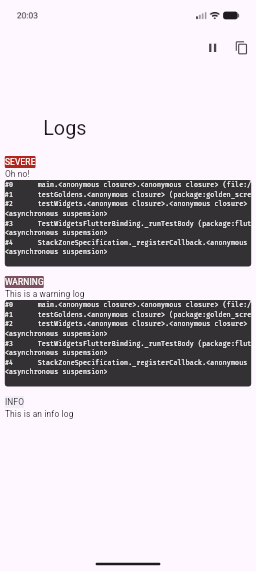 20:03
Logs
SEVERE
Oh no!
#0 main.<anonymous closure>.<anonymous closure> (file:/
#1 testGoldens.<anonymous closure> (package:golden_scre
#2 testWidgets.<anonymous closure>.<anonymous closure>
<asynchronous suspension>
#3 TestWidgetsFlutterBinding._runTestBody (package:flut
<asynchronous suspension>
#4 StackZoneSpecification._registerCallback.<anonymous
<asynchronous suspension>
WARNING
This is a warning log
#0 main.<anonymous closure>.<anonymous closure> (file:/
#1 testGoldens.<anonymous closure> (package:golden_scre
#2 testWidgets.<anonymous closure>.<anonymous closure>
<asynchronous suspension>
#3 TestWidgetsFlutterBinding._runTestBody (package:flut
<asynchronous suspension>
#4 StackZoneSpecification._registerCallback.<anonymous
<asynchronous suspension>
INFO
This is an info log